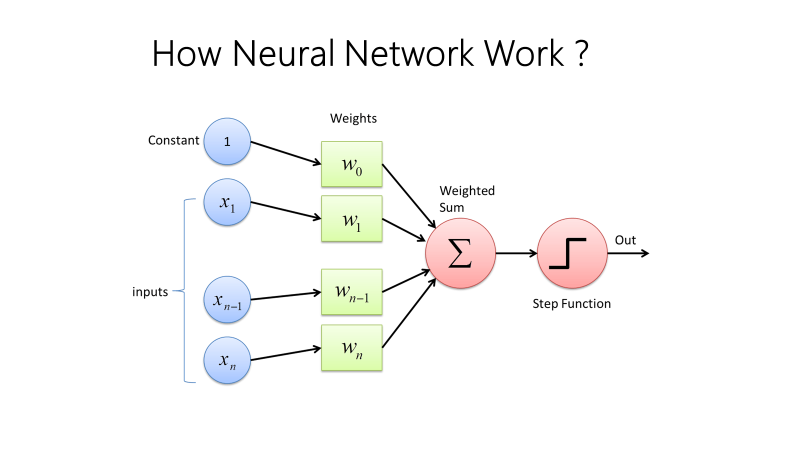 How Neural Network Work ?
Weights
Constant
1
w₀
x₁
w₁
Weighted
Sum
Σ
Out
inputs
xₙ₋₁
wₙ₋₁
Step Function
xₙ
wₙ